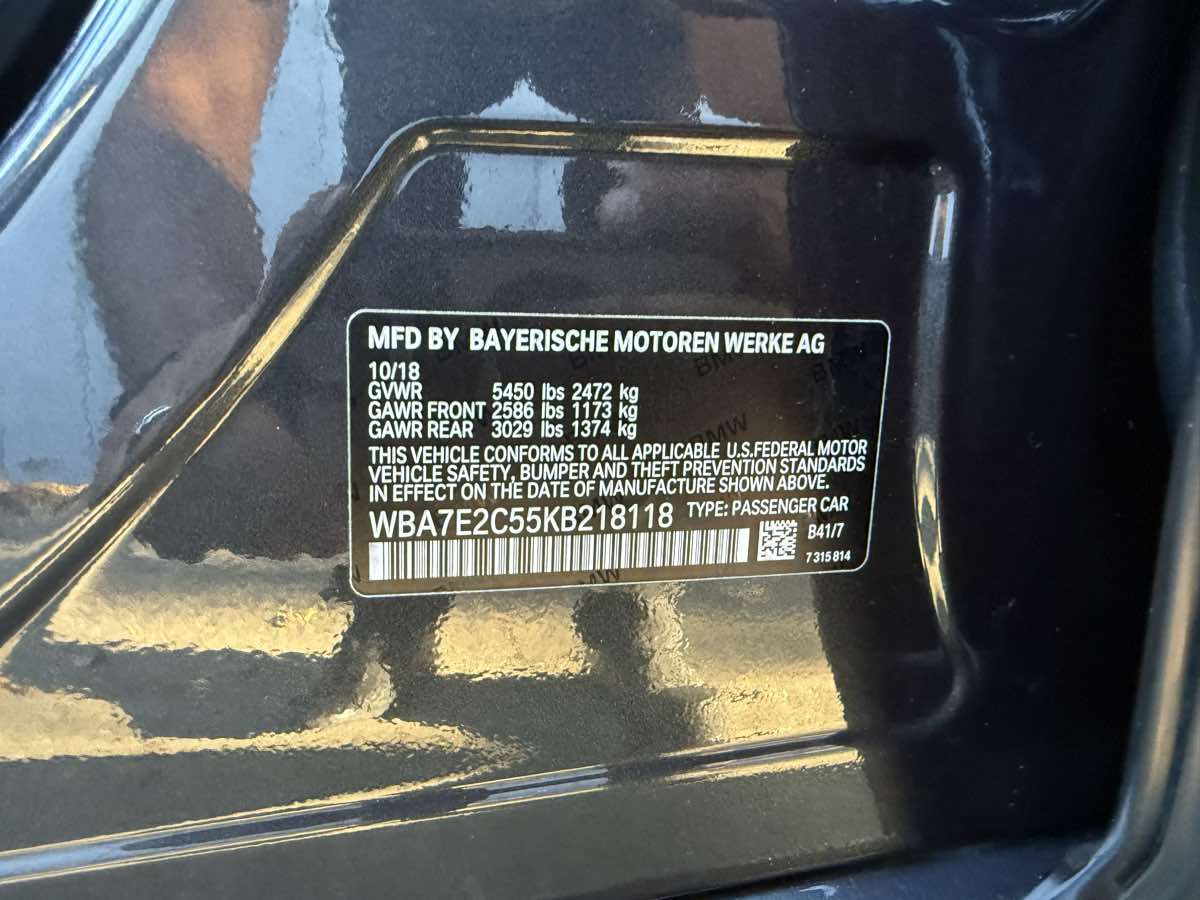 MFD BY BAYERISCHE MOTOREN WERKE AG
10/18
GVWR 5450 lbs 2472 kg
GAWR FRONT 2586 lbs 1173 kg
GAWR REAR 3029 lbs 1374 kg
THIS VEHICLE CONFORMS TO ALL APPLICABLE U.S.FEDERAL MOTOR
VEHICLE SAFETY, BUMPER AND THEFT PREVENTION STANDARDS
IN EFFECT ON THE DATE OF MANUFACTURE SHOWN ABOVE.
WBA7E2C55KB218118 TYPE: PASSENGER CAR
B41/7
7 315 814